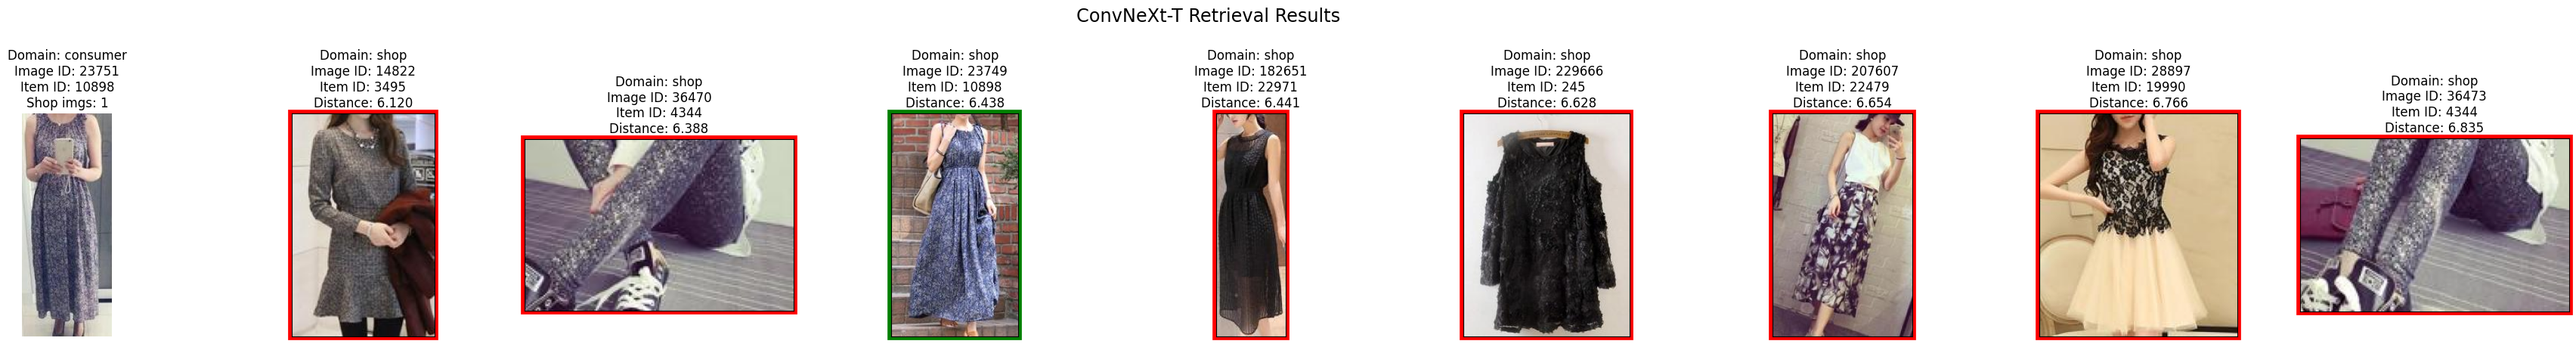 ConvNeXt-T Retrieval Results
Domain: consumer
Image ID: 23751
Item ID: 10898
Shop imgs: 1
Domain: shop
Image ID: 14822
Item ID: 3495
Distance: 6.120
Domain: shop
Image ID: 36470
Item ID: 4344
Distance: 6.388
Domain: shop
Image ID: 23749
Item ID: 10898
Distance: 6.438
Domain: shop
Image ID: 182651
Item ID: 22971
Distance: 6.441
Domain: shop
Image ID: 229666
Item ID: 245
Distance: 6.628
Domain: shop
Image ID: 207607
Item ID: 22479
Distance: 6.654
Domain: shop
Image ID: 28897
Item ID: 19990
Distance: 6.766
Domain: shop
Image ID: 36473
Item ID: 4344
Distance: 6.835